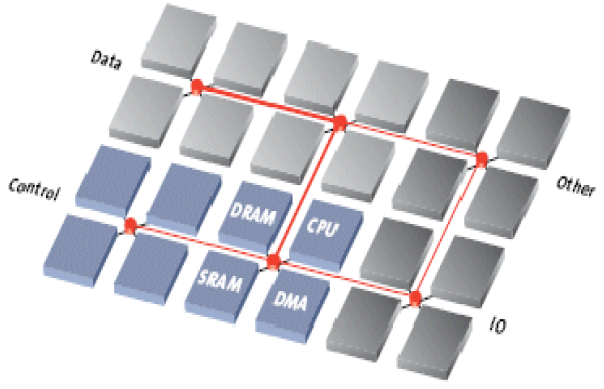 Data
Control
DRAM
CPU
Other
SRAM
DMA
IO